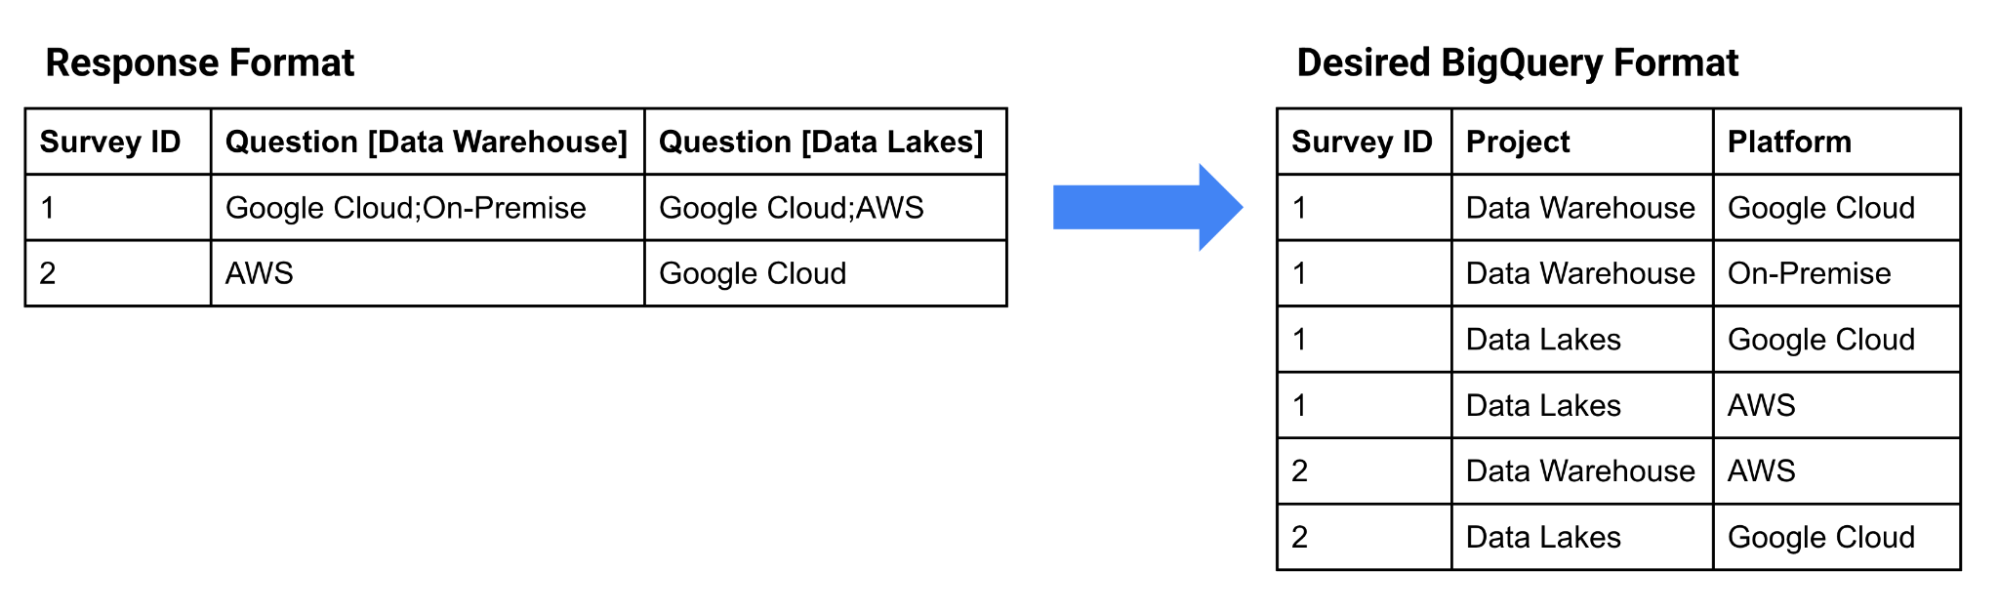 Response Format
Survey ID Question [Data Warehouse] Question [Data Lakes]
1 Google Cloud;On-Premise Google Cloud;AWS
2 AWS Google Cloud
Desired BigQuery Format
Survey ID Project Platform
1 Data Warehouse Google Cloud
1 Data Warehouse On-Premise
1 Data Lakes Google Cloud
1 Data Lakes AWS
2 Data Warehouse AWS
2 Data Lakes Google Cloud